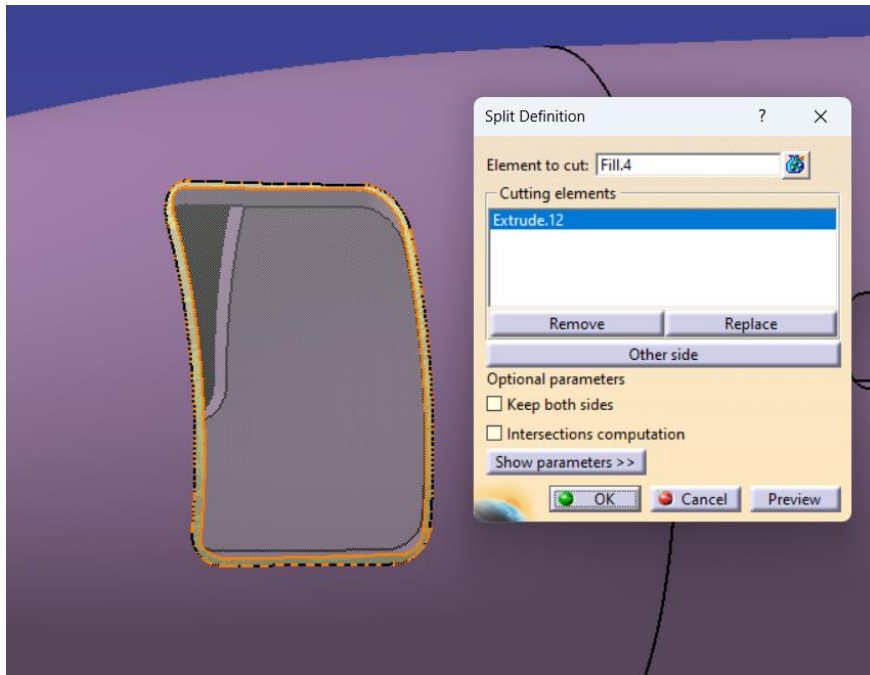 Split Definition ? X
Element to cut: Fill.4
Cutting elements
Extrude.12
Remove Replace
Other side
Optional parameters
Keep both sides
Intersections computation
Show parameters >>
OK Cancel Preview